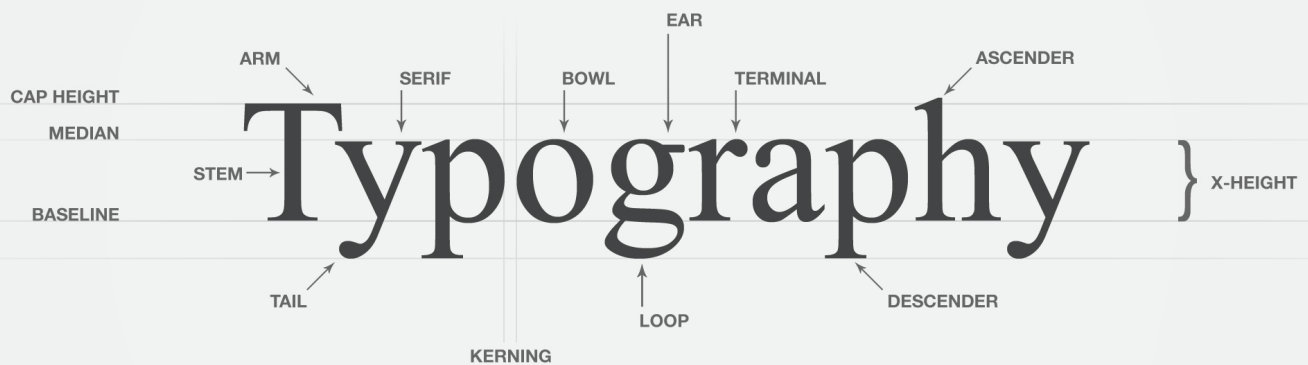 EAR
ARM
ASCENDER
SERIF
BOWL
TERMINAL
CAP HEIGHT
MEDIAN
Typography
STEM
X-HEIGHT
BASELINE
TAIL
DESCENDER
LOOP
KERNING